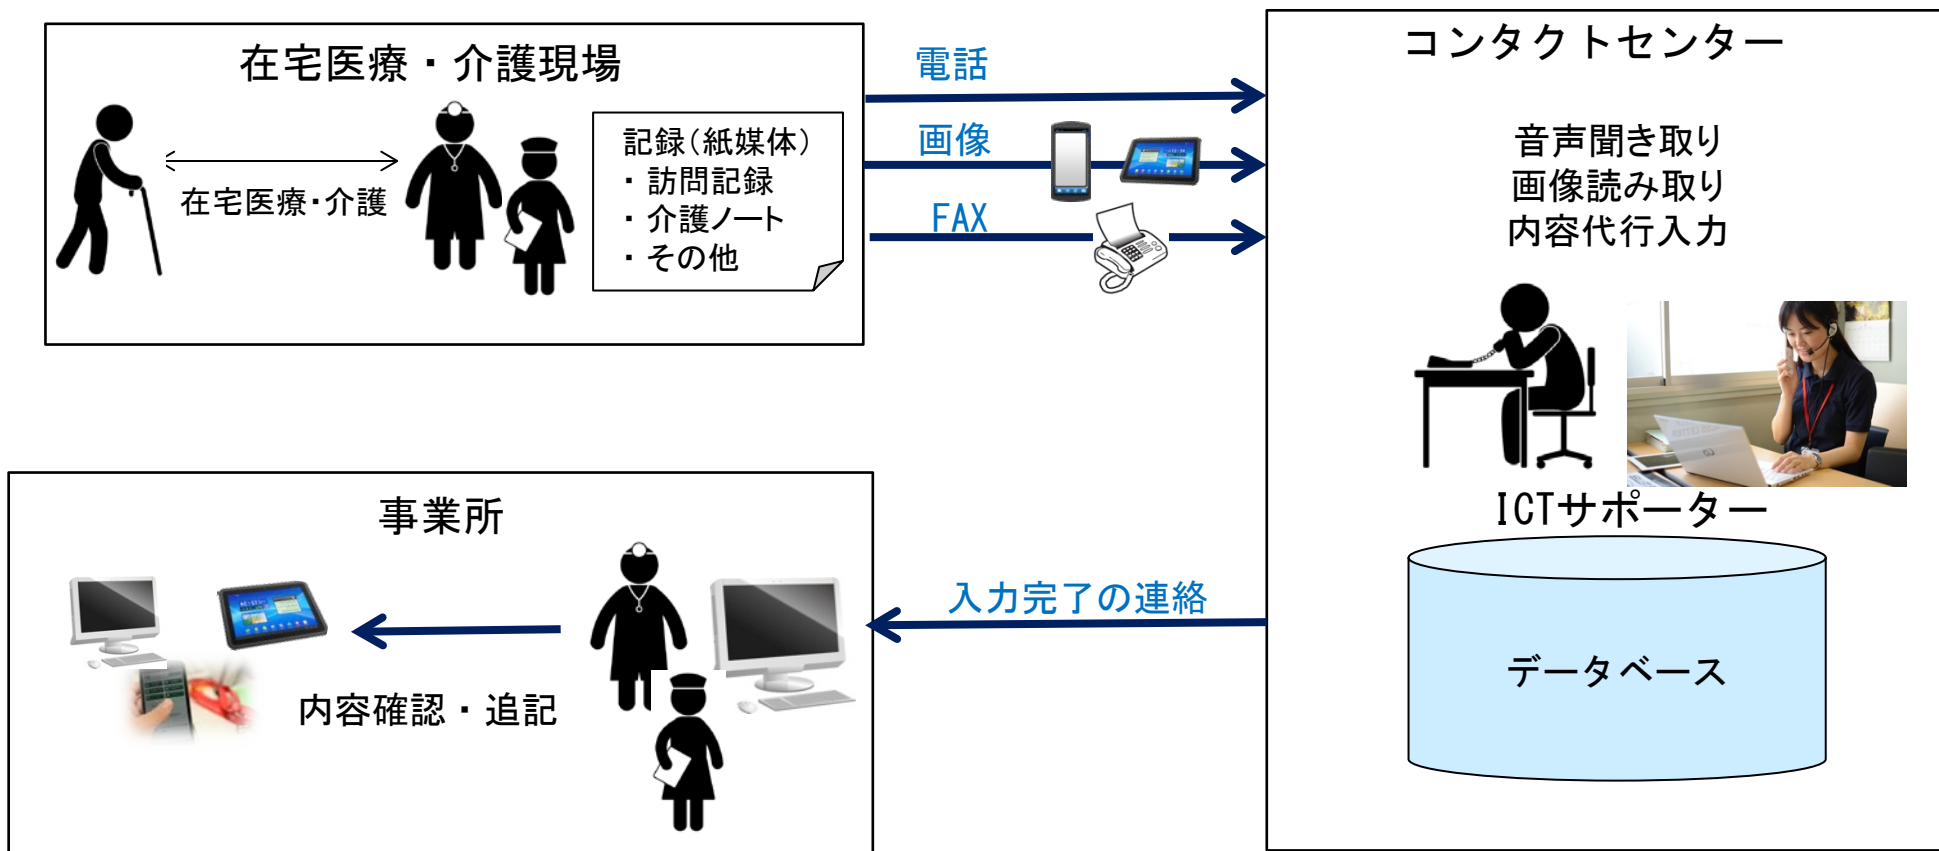 在宅医療・介護現場
在宅医療・介護
記録(紙媒体)
・訪問記録
・介護ノート
・その他
電話
画像
FAX
コンタクトセンター
音声聞き取り
画像読み取り
内容代行入力
ICTサポーター
データベース
入力完了の連絡
事業所
内容確認・追記